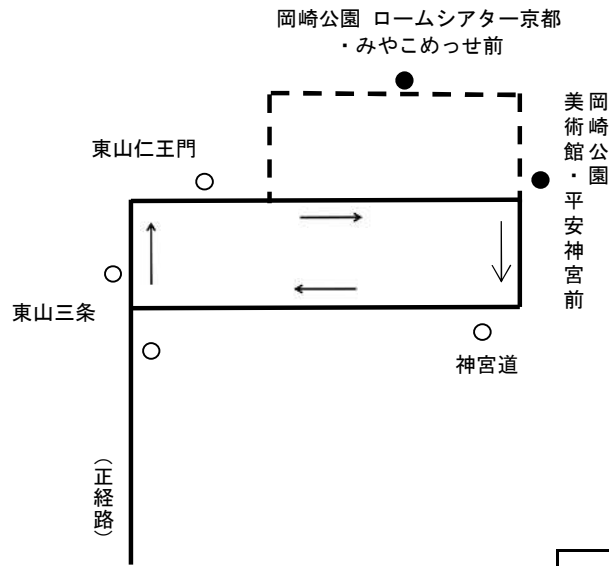 岡崎公園 ロームシアター京都
・みやこめっせ前
岡崎公園
美術館・平安神宮前
東山仁王門
東山三条
神宮道
（正経路）